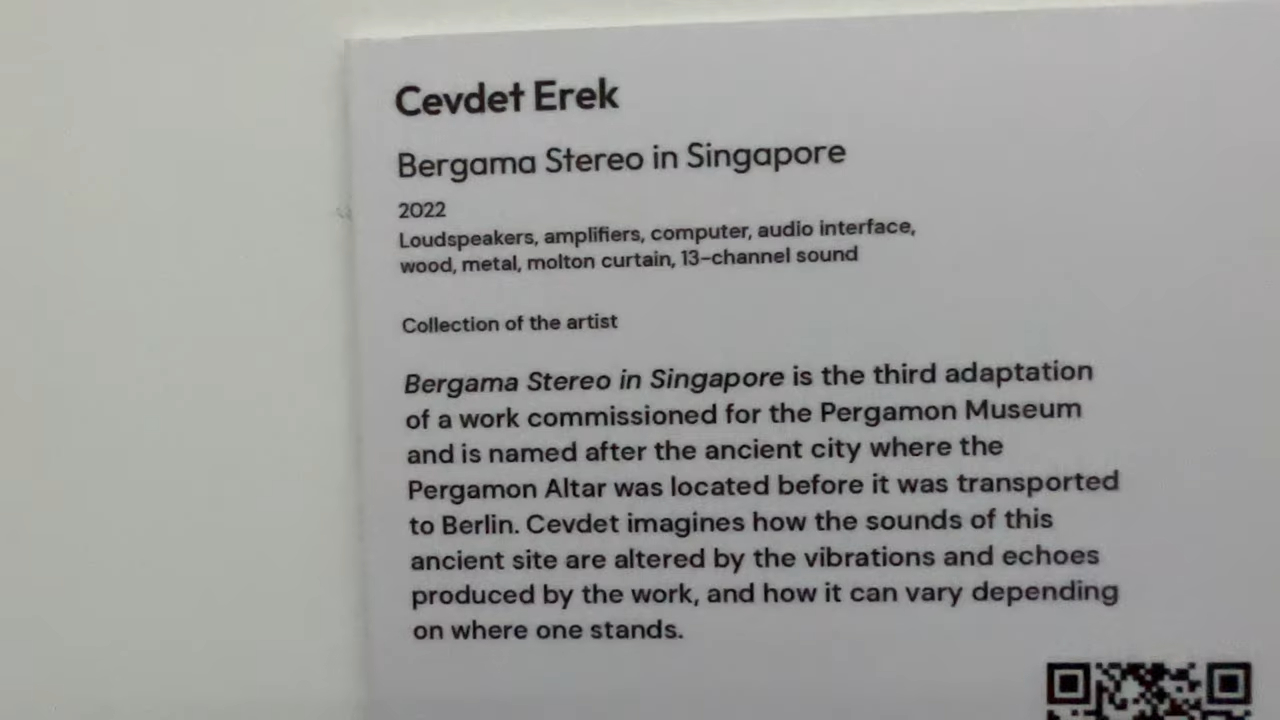 Cevdet Erek
Bergama Stereo in Singapore
2022
Loudspeakers, amplifiers, computer, audio interface,
wood, metal, molton curtain, 13–channel sound
Collection of the artist
Bergama Stereo in Singapore is the third adaptation
of a work commissioned for the Pergamon Museum
and is named after the ancient city where the
Pergamon Altar was located before it was transported
to Berlin. Cevdet imagines how the sounds of this
ancient site are altered by the vibrations and echoes
produced by the work, and how it can vary depending
on where one stands.